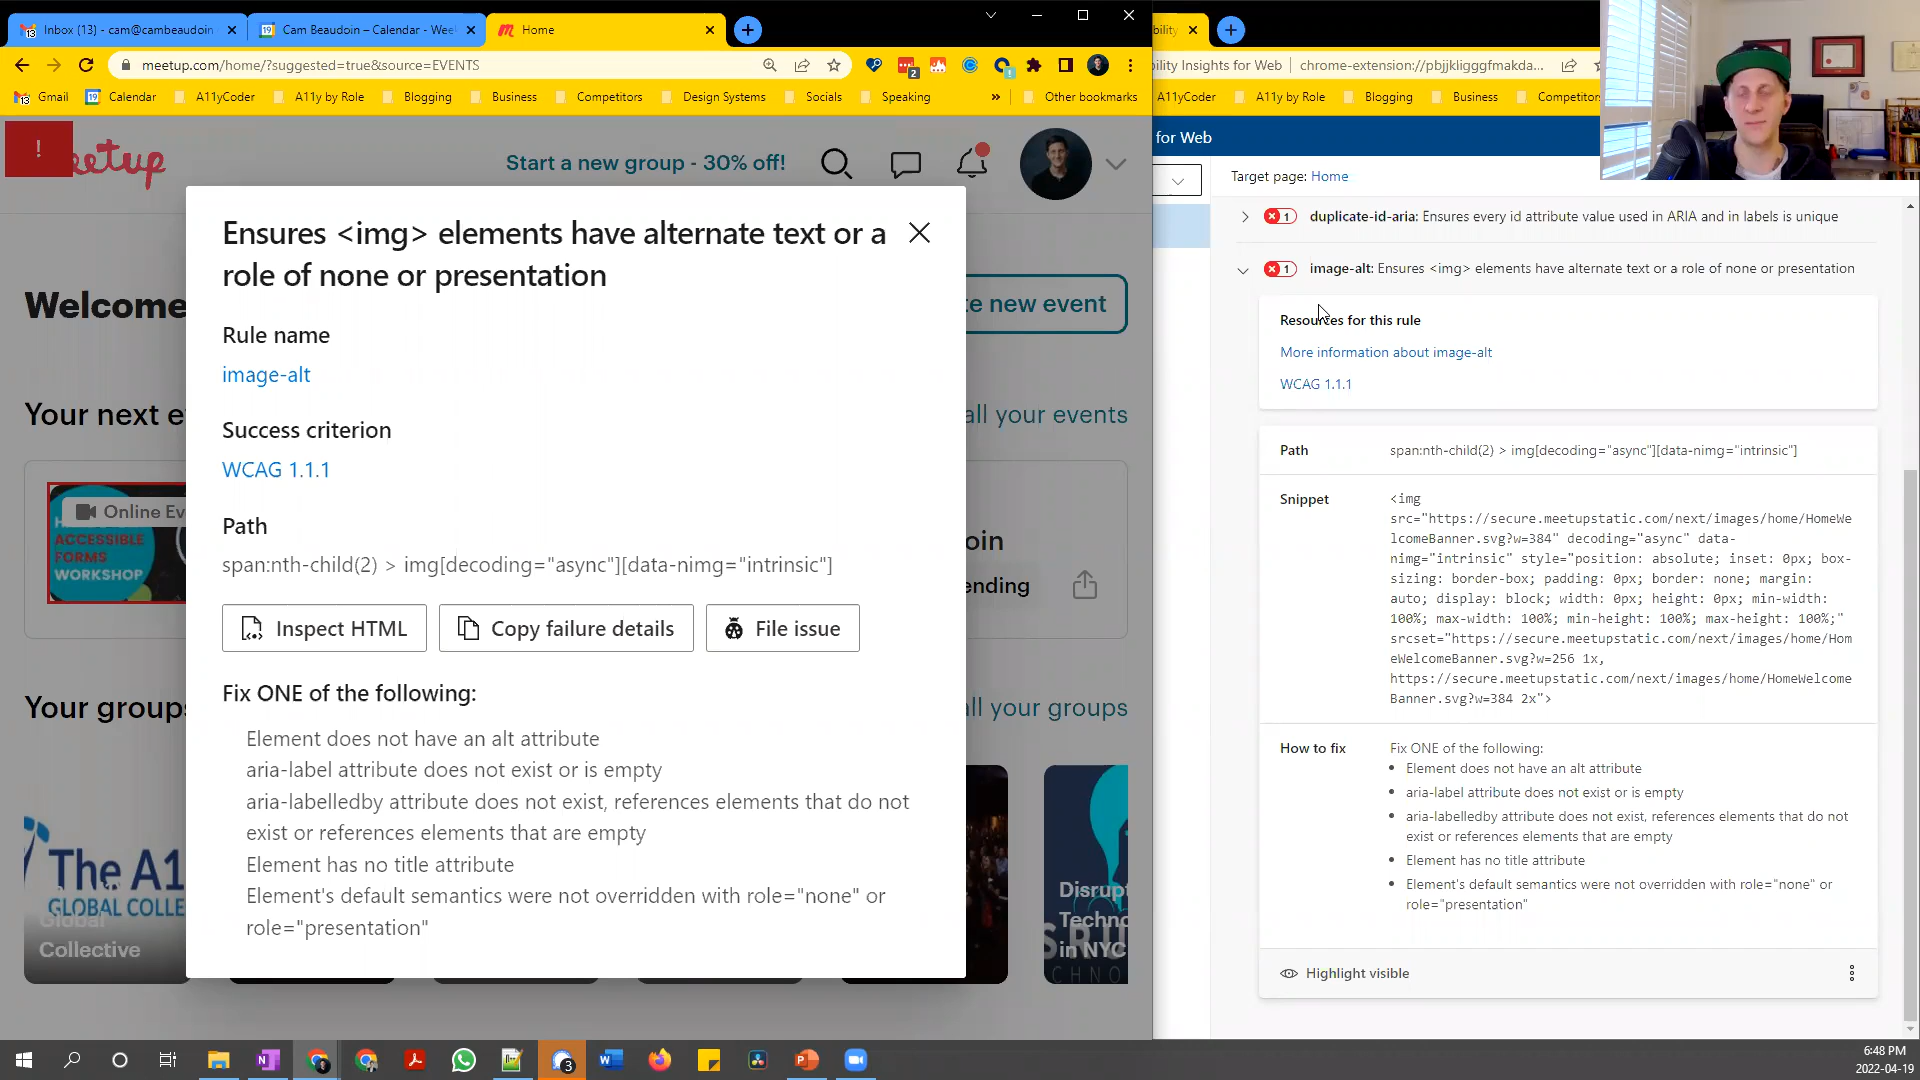 Inbox (13) - cam@cambeaudoin
Cam Beaudoin – Calendar - Wee
Home
meetup.com/home/?suggested=true&source=EVENTS
2
Gmail
Calendar
A11yCoder
A11y by Role
Blogging
Business
Competitors
Design Systems
Socials
Speaking
»
Other bookmarks
!
meetup
Start a new group - 30% off!
Welcome
te new event
Your next e
all your events
Online Ev
ACCESSIBLE
FORMS
WORKSHOP
oin
ending
Your groups
all your groups
The A1
GLOBAL COLLE
Global
Collective
Disrupt
Techno
in NYC
Ensures <img> elements have alternate text or a
role of none or presentation
Rule name
image-alt
Success criterion
WCAG 1.1.1
Path
span:nth-child(2) > img[decoding="async"][data-nimg="intrinsic"]
Inspect HTML
Copy failure details
File issue
Fix ONE of the following:
Element does not have an alt attribute
aria-label attribute does not exist or is empty
aria-labelledby attribute does not exist, references elements that do not
exist or references elements that are empty
Element has no title attribute
Element's default semantics were not overridden with role="none" or
role="presentation"
bility
bility Insights for Web
chrome-extension://pbjjkligggfmakda...
A11yCoder
A11y by Role
Blogging
Business
Competitors
for Web
Target page: Home
1
duplicate-id-aria: Ensures every id attribute value used in ARIA and in labels is unique
1
image-alt: Ensures <img> elements have alternate text or a role of none or presentation
Resources for this rule
More information about image-alt
WCAG 1.1.1
Path
span:nth-child(2) > img[decoding="async"][data-nimg="intrinsic"]
Snippet
<img
src="https://secure.meetupstatic.com/next/images/home/HomeWe
lcomeBanner.svg?w=384" decoding="async" data-
nimg="intrinsic" style="position: absolute; inset: 0px; box-
sizing: border-box; padding: 0px; border: none; margin:
auto; display: block; width: 0px; height: 0px; min-width:
100%; max-width: 100%; min-height: 100%; max-height: 100%;"
srcset="https://secure.meetupstatic.com/next/images/home/Hom
eWelcomeBanner.svg?w=256 1x,
https://secure.meetupstatic.com/next/images/home/HomeWelcome
Banner.svg?w=384 2x">
How to fix
Fix ONE of the following:
Element does not have an alt attribute
aria-label attribute does not exist or is empty
aria-labelledby attribute does not exist, references elements that do not
exist or references elements that are empty
Element has no title attribute
Element's default semantics were not overridden with role="none" or
role="presentation"
Highlight visible
3
6:48 PM
2022-04-19